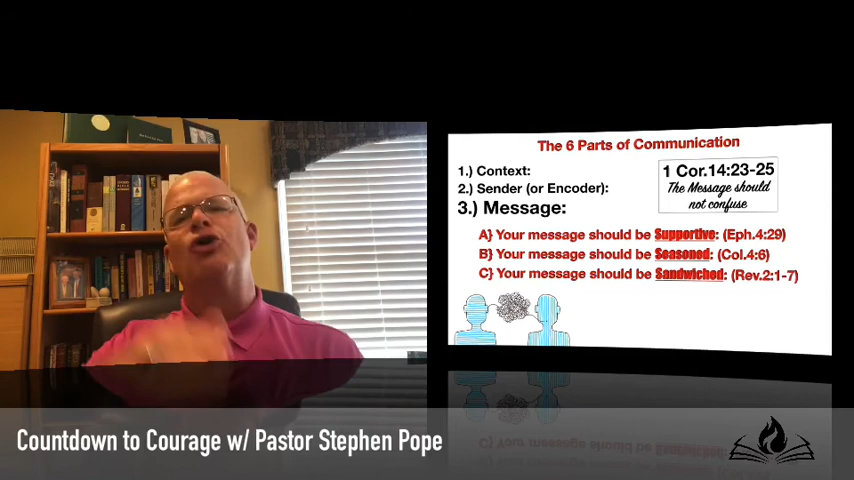 The 6 Parts of Communication
1.) Context:
2.) Sender (or Encoder):
3.) Message:
1 Cor.14:23-25
The Message should
not confuse
A} Your message should be Supportive: (Eph.4:29)
B} Your message should be Seasoned: (Col.4:6)
C} Your message should be Sandwiched: (Rev.2:1-7)
Countdown to Courage w/ Pastor Stephen Pope